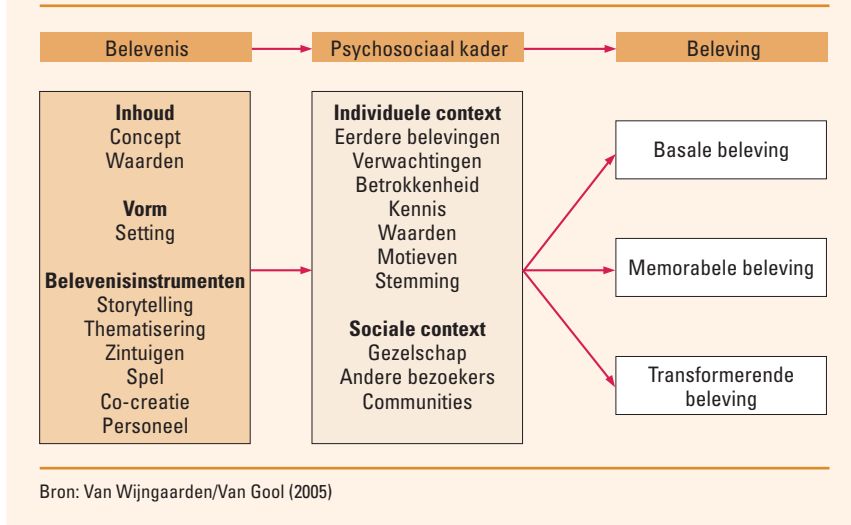 Belevenis
Psychosociaal kader
Beleving
Inhoud
Concept
Waarden
Vorm
Setting
Belevenisinstrumenten
Storytelling
Thematisering
Zintuigen
Spel
Co-creatie
Personeel
Individuele context
Eerdere belevingen
Verwachtingen
Betrokkenheid
Kennis
Waarden
Motieven
Stemming
Sociale context
Gezelschap
Andere bezoekers
Communities
Basale beleving
Memorabele beleving
Transformerende
beleving
Bron: Van Wijngaarden/Van Gool (2005)